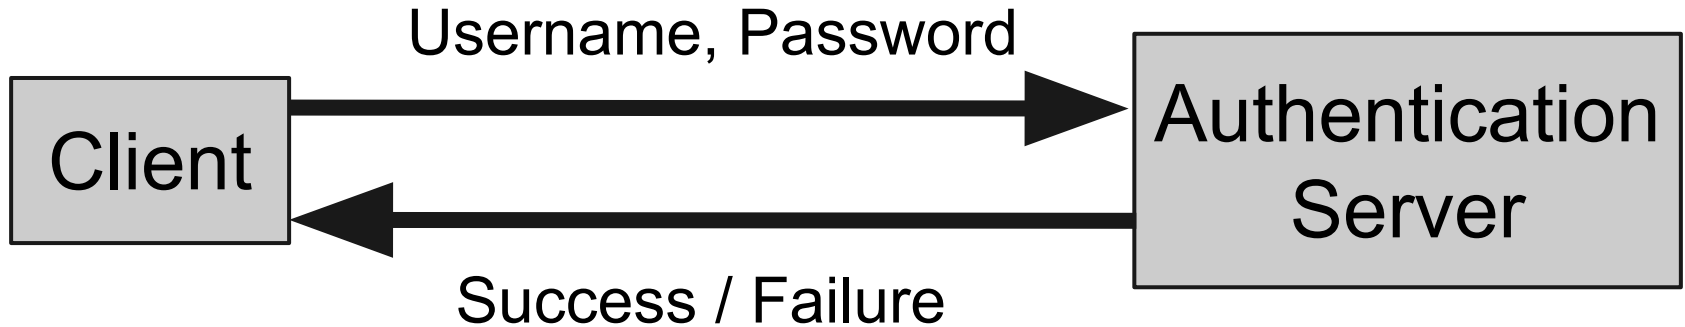 Username, Password
Client
Authentication
Server
Success / Failure